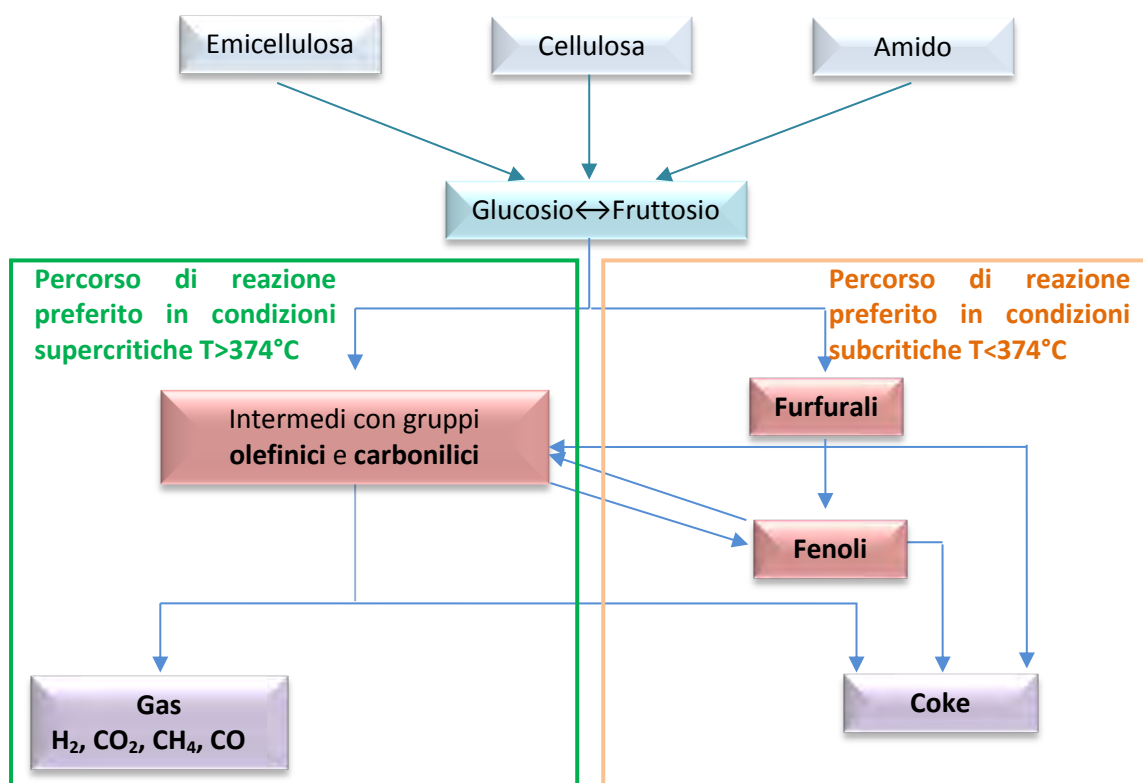 Emicellulosa
Cellulosa
Amido
Glucosio↔Fruttosio
Percorso di reazione
preferito in condizioni
supercritiche T>374°C
Percorso di reazione
preferito in condizioni
subcritiche T<374°C
Intermedi con gruppi
olefinici e carbonilici
Furfurali
Fenoli
Gas
H₂, CO₂, CH₄, CO
Coke